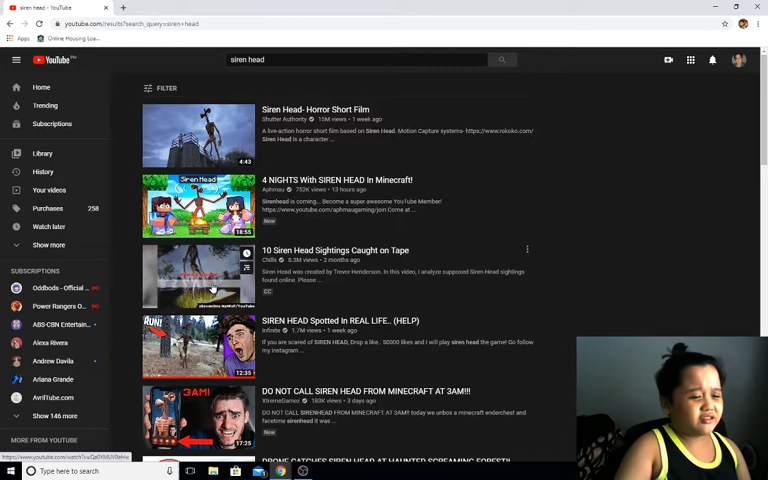 siren head - YouTube
youtube.com/results?search_query=siren+head
Apps
Online Housing Loa...
YouTube PH
siren head
FILTER
Home
Trending
Subscriptions
Library
History
Your videos
Purchases 258
Watch later
Show more
SUBSCRIPTIONS
Oddbods - Official ...
Power Rangers O...
ABS-CBN Entertain...
Alexa Rivera
Andrew Davila
Ariana Grande
AvrilTube.com
Show 146 more
MORE FROM YOUTUBE
4:43
Siren Head- Horror Short Film
Shutter Authority 15M views • 1 week ago
A live-action horror short film based on Siren Head. Motion Capture systems- https://www.rokoko.com/
Siren Head is a character ...
Siren Head
18:55
4 NIGHTS With SIREN HEAD In Minecraft!
Aphmau 752K views • 13 hours ago
Sirenhead is coming... Become a super awesome YouTube Member!
https://www.youtube.com/aphmaugaming/join Come at ...
New
10 Siren Head Sightings Caught on Tape
Chills 8.3M views • 2 months ago
Siren Head was created by Trevor Henderson. In this video, I analyze supposed Siren Head sightings
found online. Please ...
CC
RUN!
12:35
SIREN HEAD Spotted In REAL LIFE.. (HELP)
Infinite 1.7M views • 1 week ago
If you are scared of SIREN HEAD, Drop a like.. 50000 likes and I will play siren head the game! Go follow
my instagram ...
3AM!
17:25
DO NOT CALL SIREN HEAD FROM MINECRAFT AT 3AM!!!
XtremeGamez 183K views • 3 days ago
DO NOT CALL SIRENHEAD FROM MINECRAFT AT 3AM!! today we unbox a minecraft enderchest and
facetime sirenhead it was ...
New
DRONE CATCHES SIREN HEAD AT HAUNTED SCREAMING FOREST!!
Type here to search